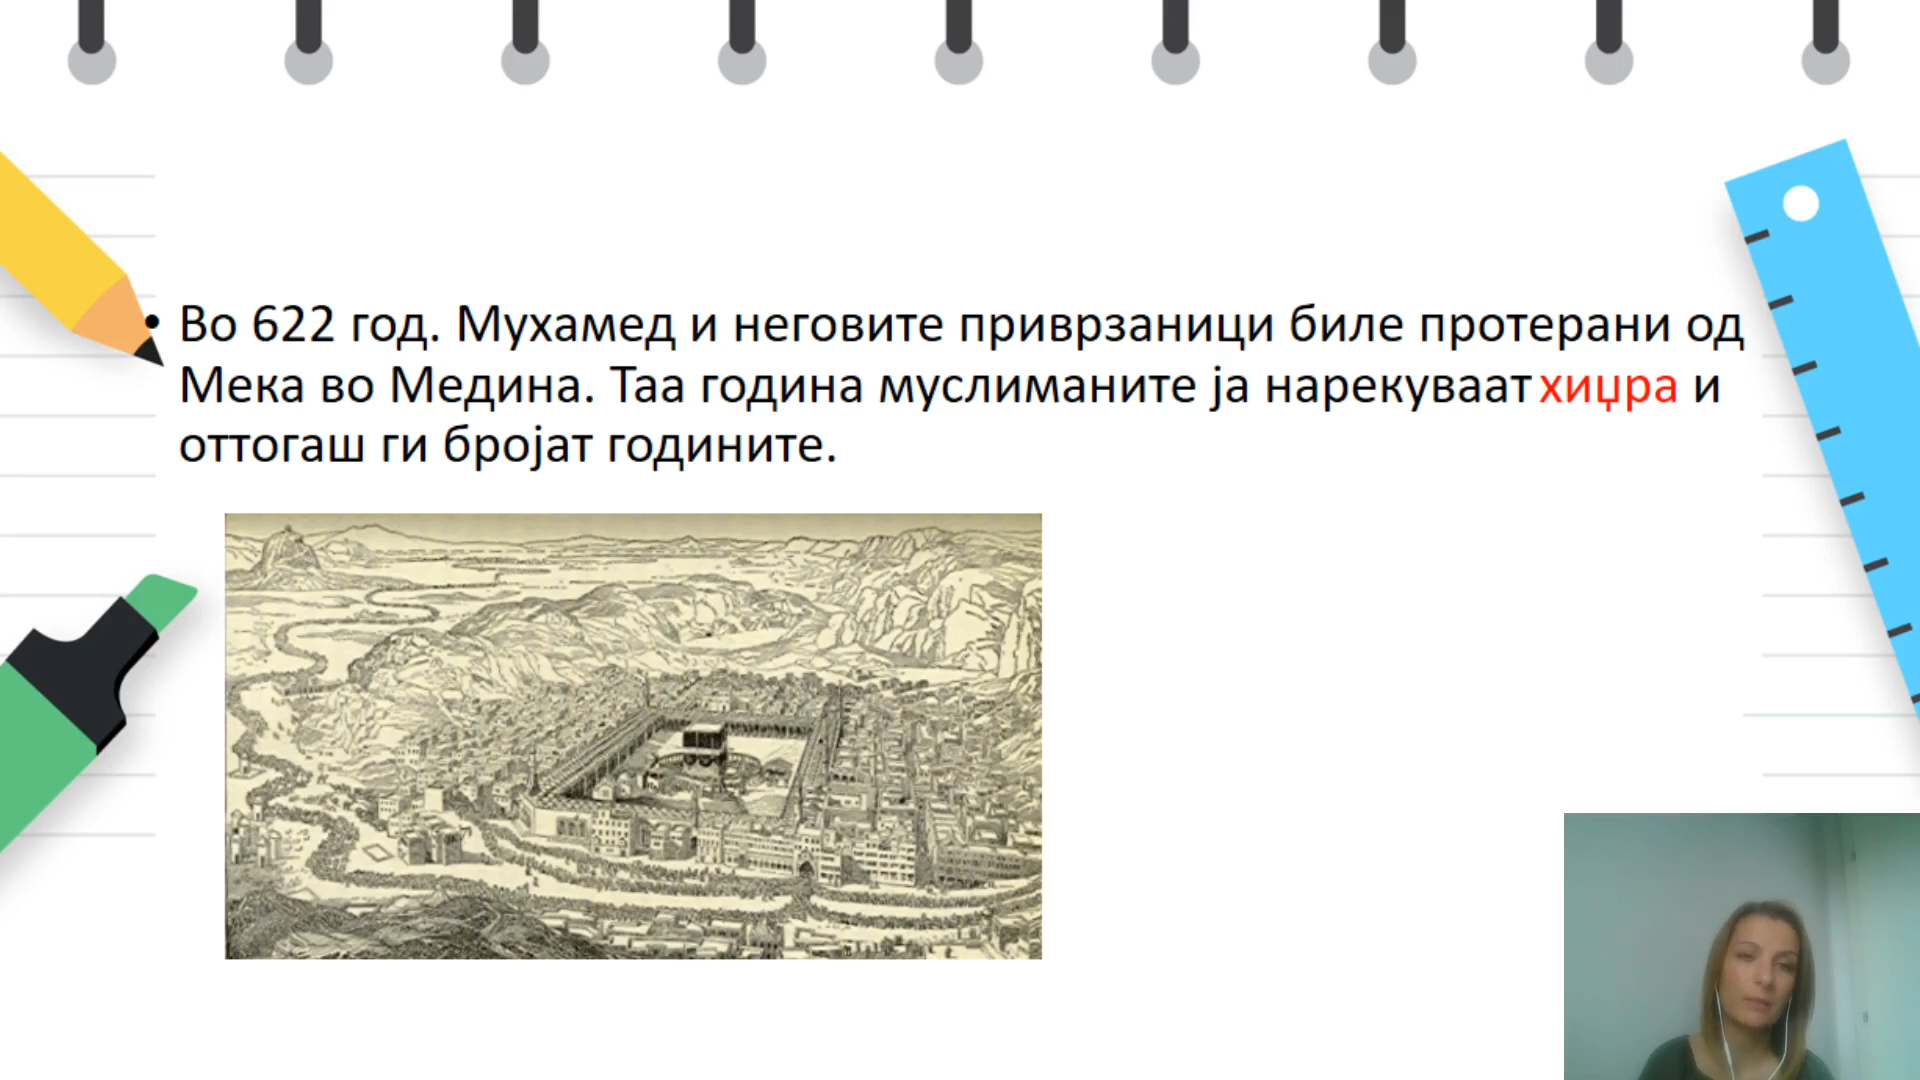 • Во 622 год. Мухамед и неговите приврзаници биле протерани од
Мека во Медина. Таа година муслиманите ја нарекуваат хиџра и
оттогаш ги бројат годините.